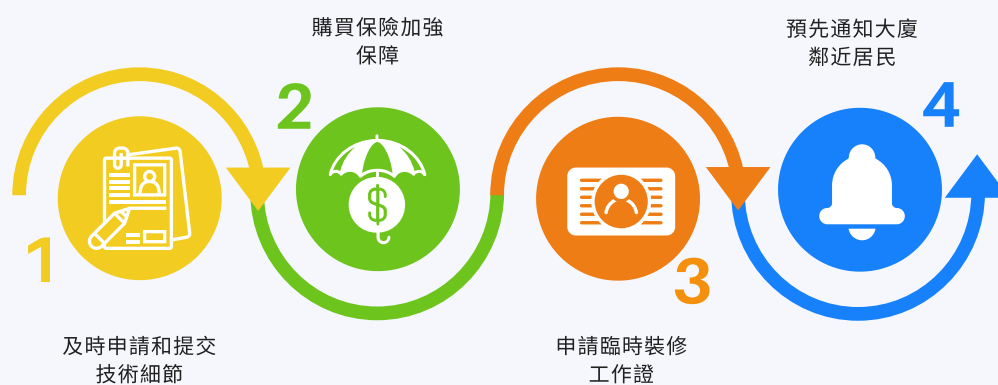 1
及時申請和提交
技術細節
2
購買保險加強
保障
$
3
申請臨時裝修
工作證
4
預先通知大廈
鄰近居民